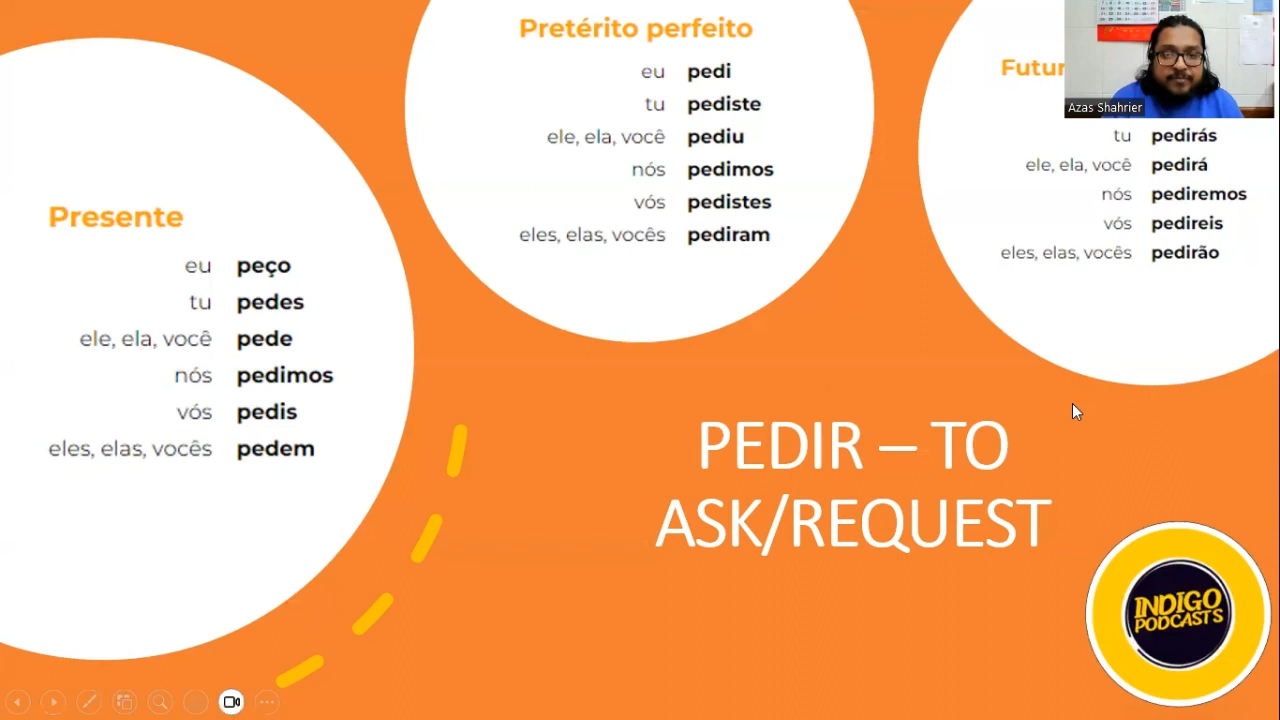 Presente
eu peço
tu pedes
ele, ela, você pede
nós pedimos
vós pedis
eles, elas, vocês pedem
Pretérito perfeito
eu pedi
tu pediste
ele, ela, você pediu
nós pedimos
vós pedistes
eles, elas, vocês pediram
tu pedirás
ele, ela, você pedirá
nós pediremos
vós pedireis
eles, elas, vocês pedirão
Azas Shahrier
PEDIR – TO
ASK/REQUEST
INDIGO
PODCASTS